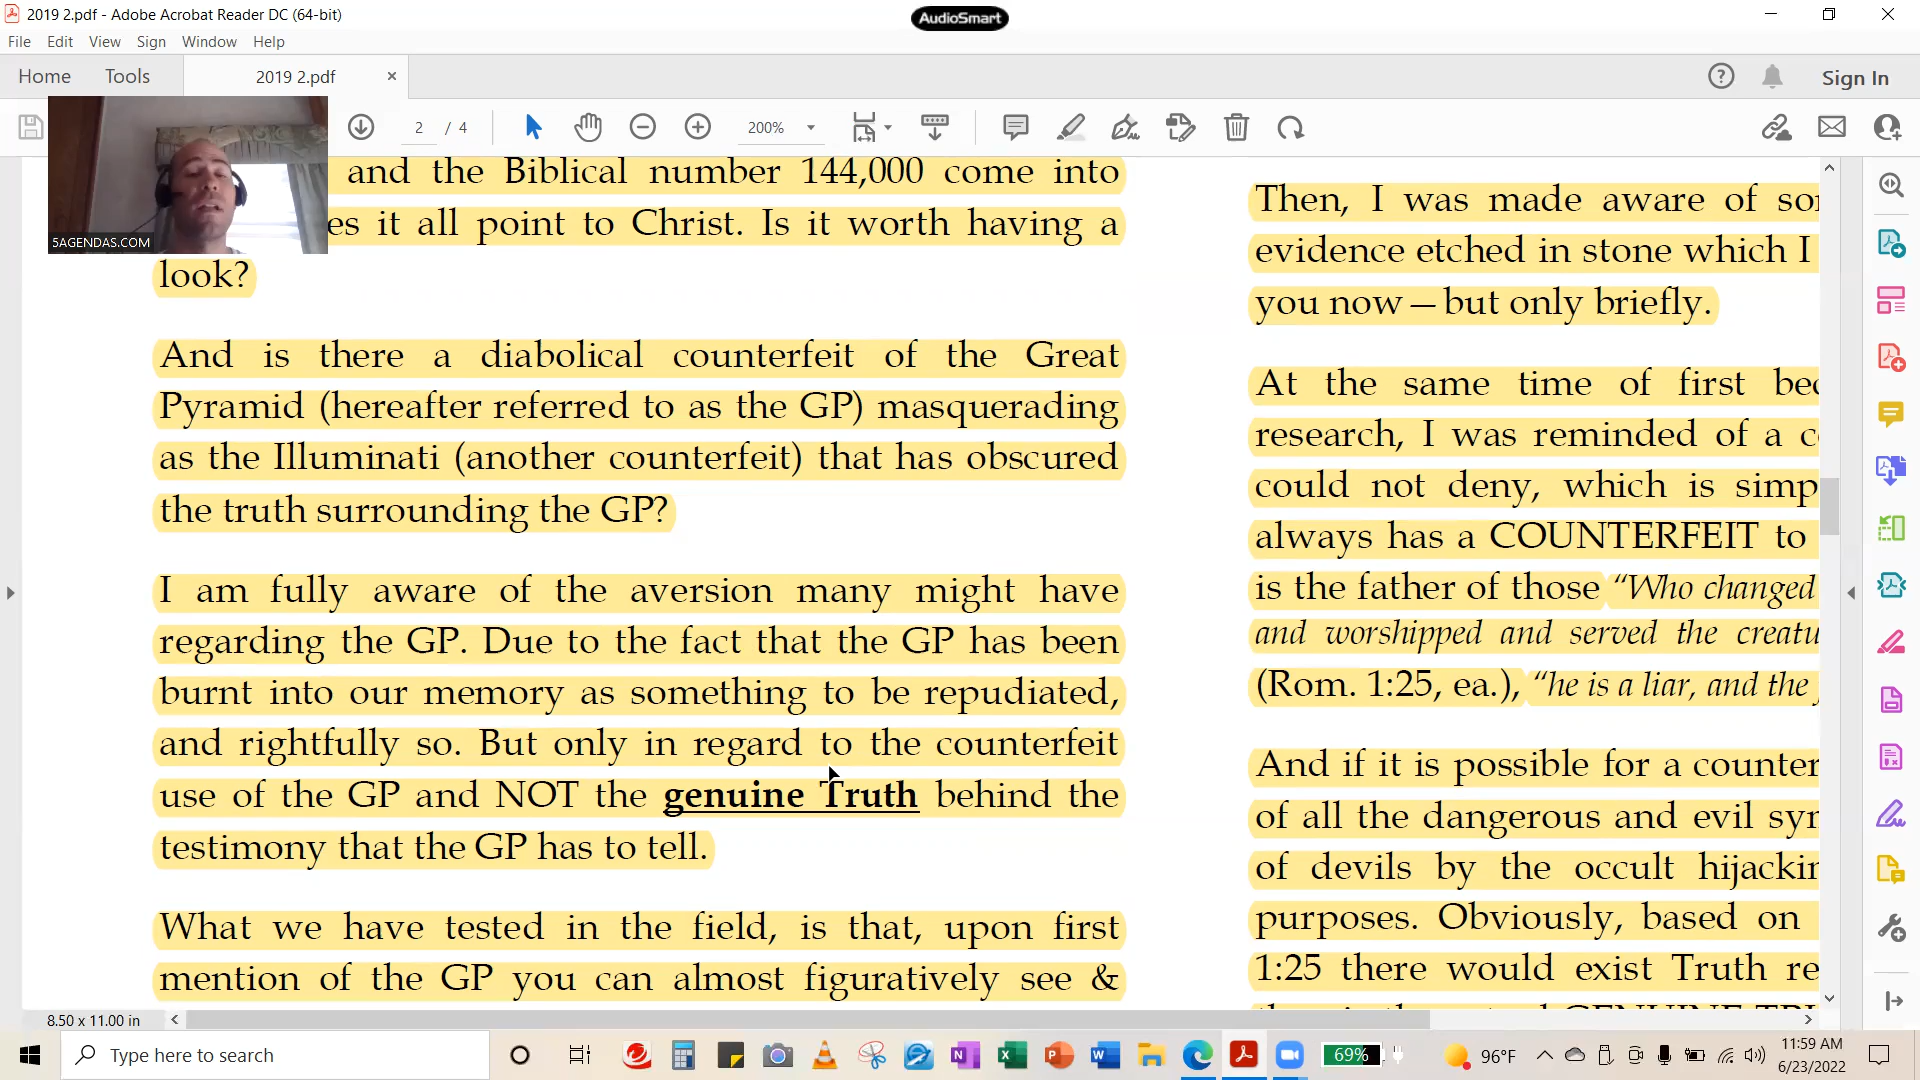 2019 2.pdf - Adobe Acrobat Reader DC (64-bit)
AudioSmart
File Edit View Sign Window Help
Home Tools 2019 2.pdf × Sign In
2 / 4 200%
5AGENDAS.COM
and the Biblical number 144,000 come into
es it all point to Christ. Is it worth having a
look?
And is there a diabolical counterfeit of the Great
Pyramid (hereafter referred to as the GP) masquerading
as the Illuminati (another counterfeit) that has obscured
the truth surrounding the GP?
I am fully aware of the aversion many might have
regarding the GP. Due to the fact that the GP has been
burnt into our memory as something to be repudiated,
and rightfully so. But only in regard to the counterfeit
use of the GP and NOT the genuine Truth behind the
testimony that the GP has to tell.
What we have tested in the field, is that, upon first
mention of the GP you can almost figuratively see &
Then, I was made aware of
evidence etched in stone which I
you now—but only briefly.
At the same time of first
research, I was reminded of a
could not deny, which is
always has a COUNTERFEIT to
is the father of those "Who changed
and worshipped and served the
(Rom. 1:25, ea.), "he is a liar, and the
And if it is possible for a
of all the dangerous and evil
of devils by the occult
purposes. Obviously, based on
1:25 there would exist Truth
8.50 x 11.00 in
Type here to search
69%
96°F
11:59 AM
6/23/2022